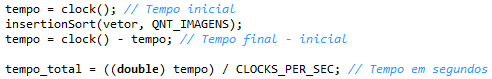 tempo = clock(); // Tempo inicial
insertionSort(vetor, QNT_IMAGENS);
tempo = clock() - tempo; // Tempo final - inicial
tempo_total = ((double) tempo) / CLOCKS_PER_SEC; // Tempo em segundos